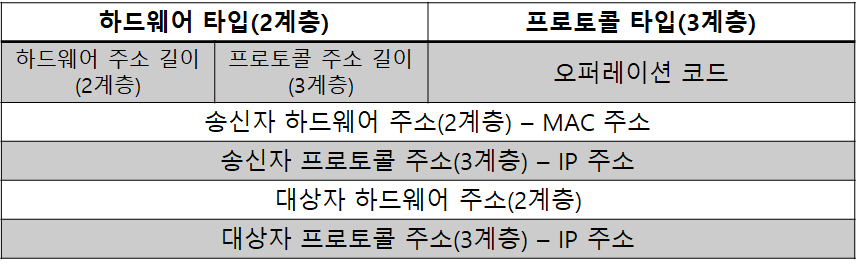 하드웨어 타입(2계층) 프로토콜 타입(3계층)
하드웨어 주소 길이 프로토콜 주소 길이 오퍼레이션 코드
(2계층) (3계층)
송신자 하드웨어 주소(2계층) – MAC 주소
송신자 프로토콜 주소(3계층) – IP 주소
대상자 하드웨어 주소(2계층)
대상자 프로토콜 주소(3계층) – IP 주소